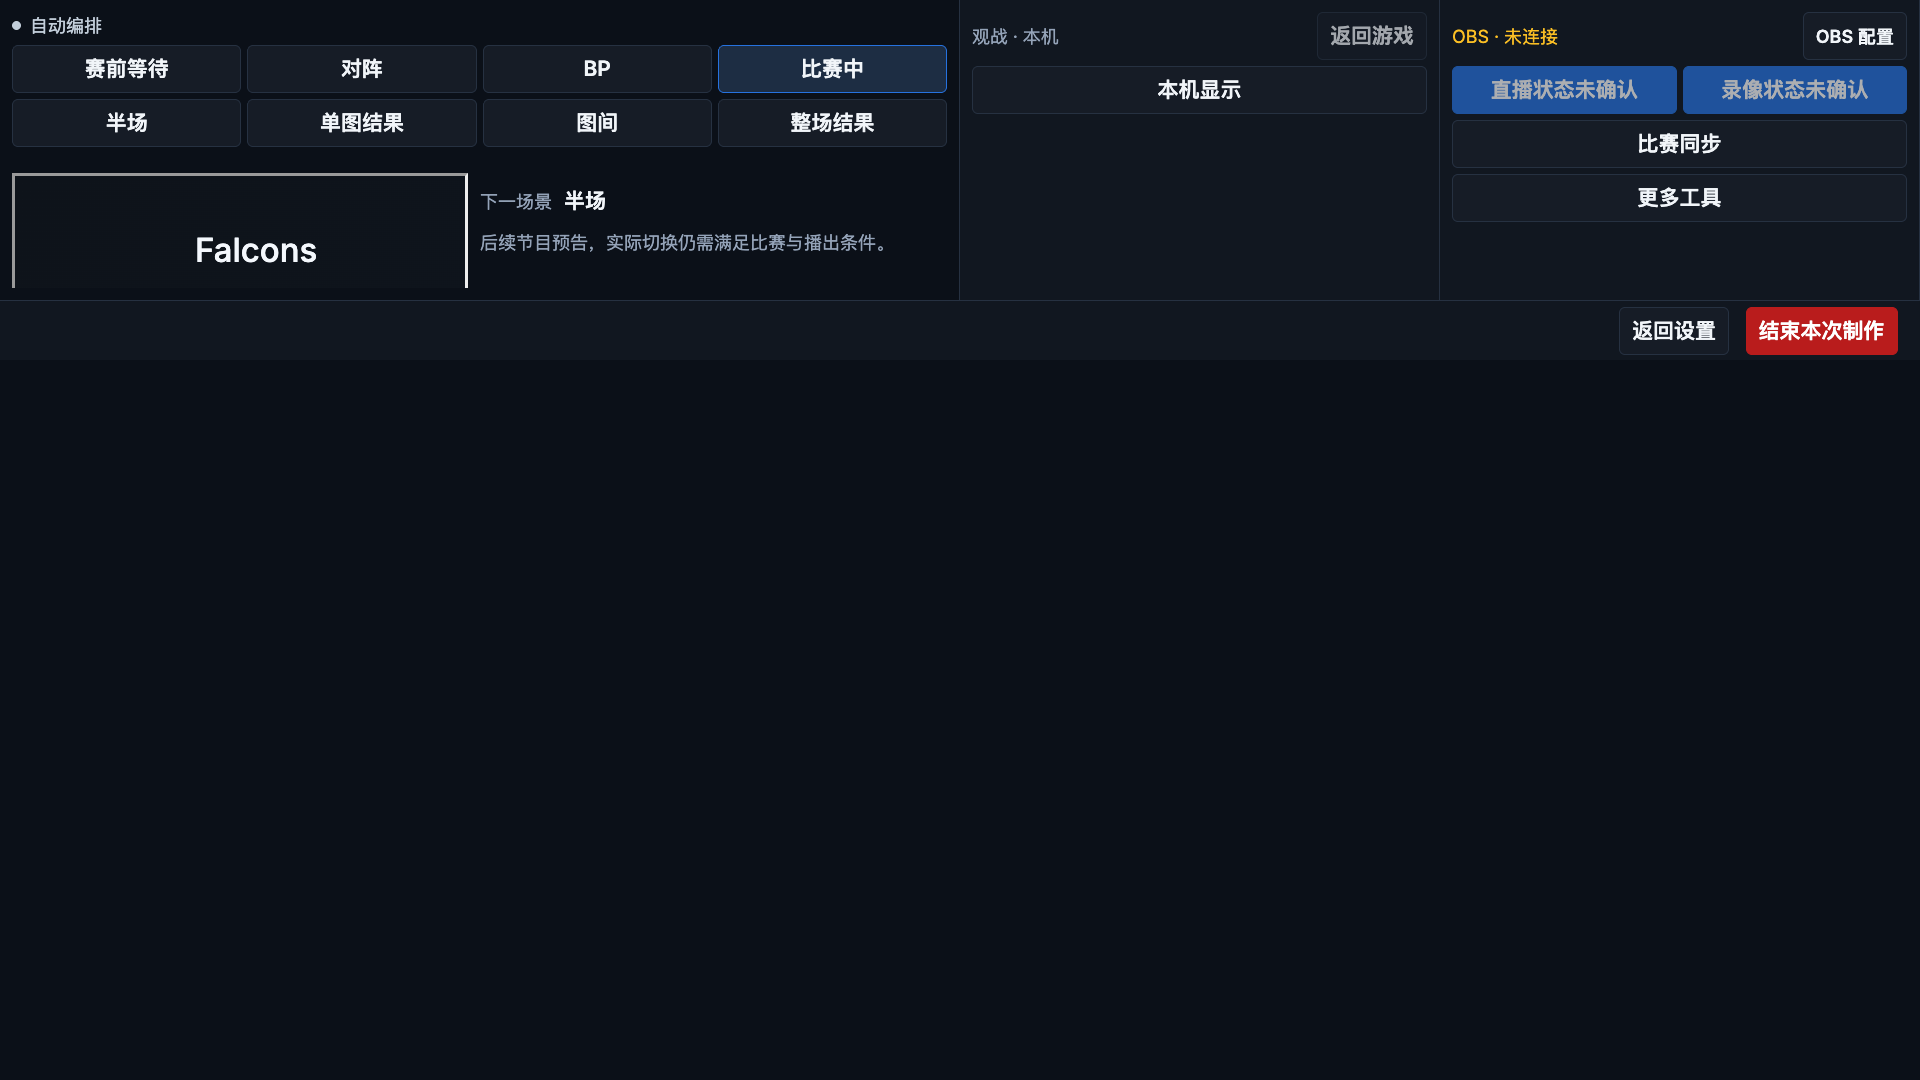 自动编排
赛前等待 对阵 BP 比赛中
半场 单图结果 图间 整场结果
Falcons
下一场景 半场
后续节目预告，实际切换仍需满足比赛与播出条件。
观战 · 本机 返回游戏
本机显示
OBS · 未连接 OBS 配置
直播状态未确认 录像状态未确认
比赛同步
更多工具
返回设置 结束本次制作